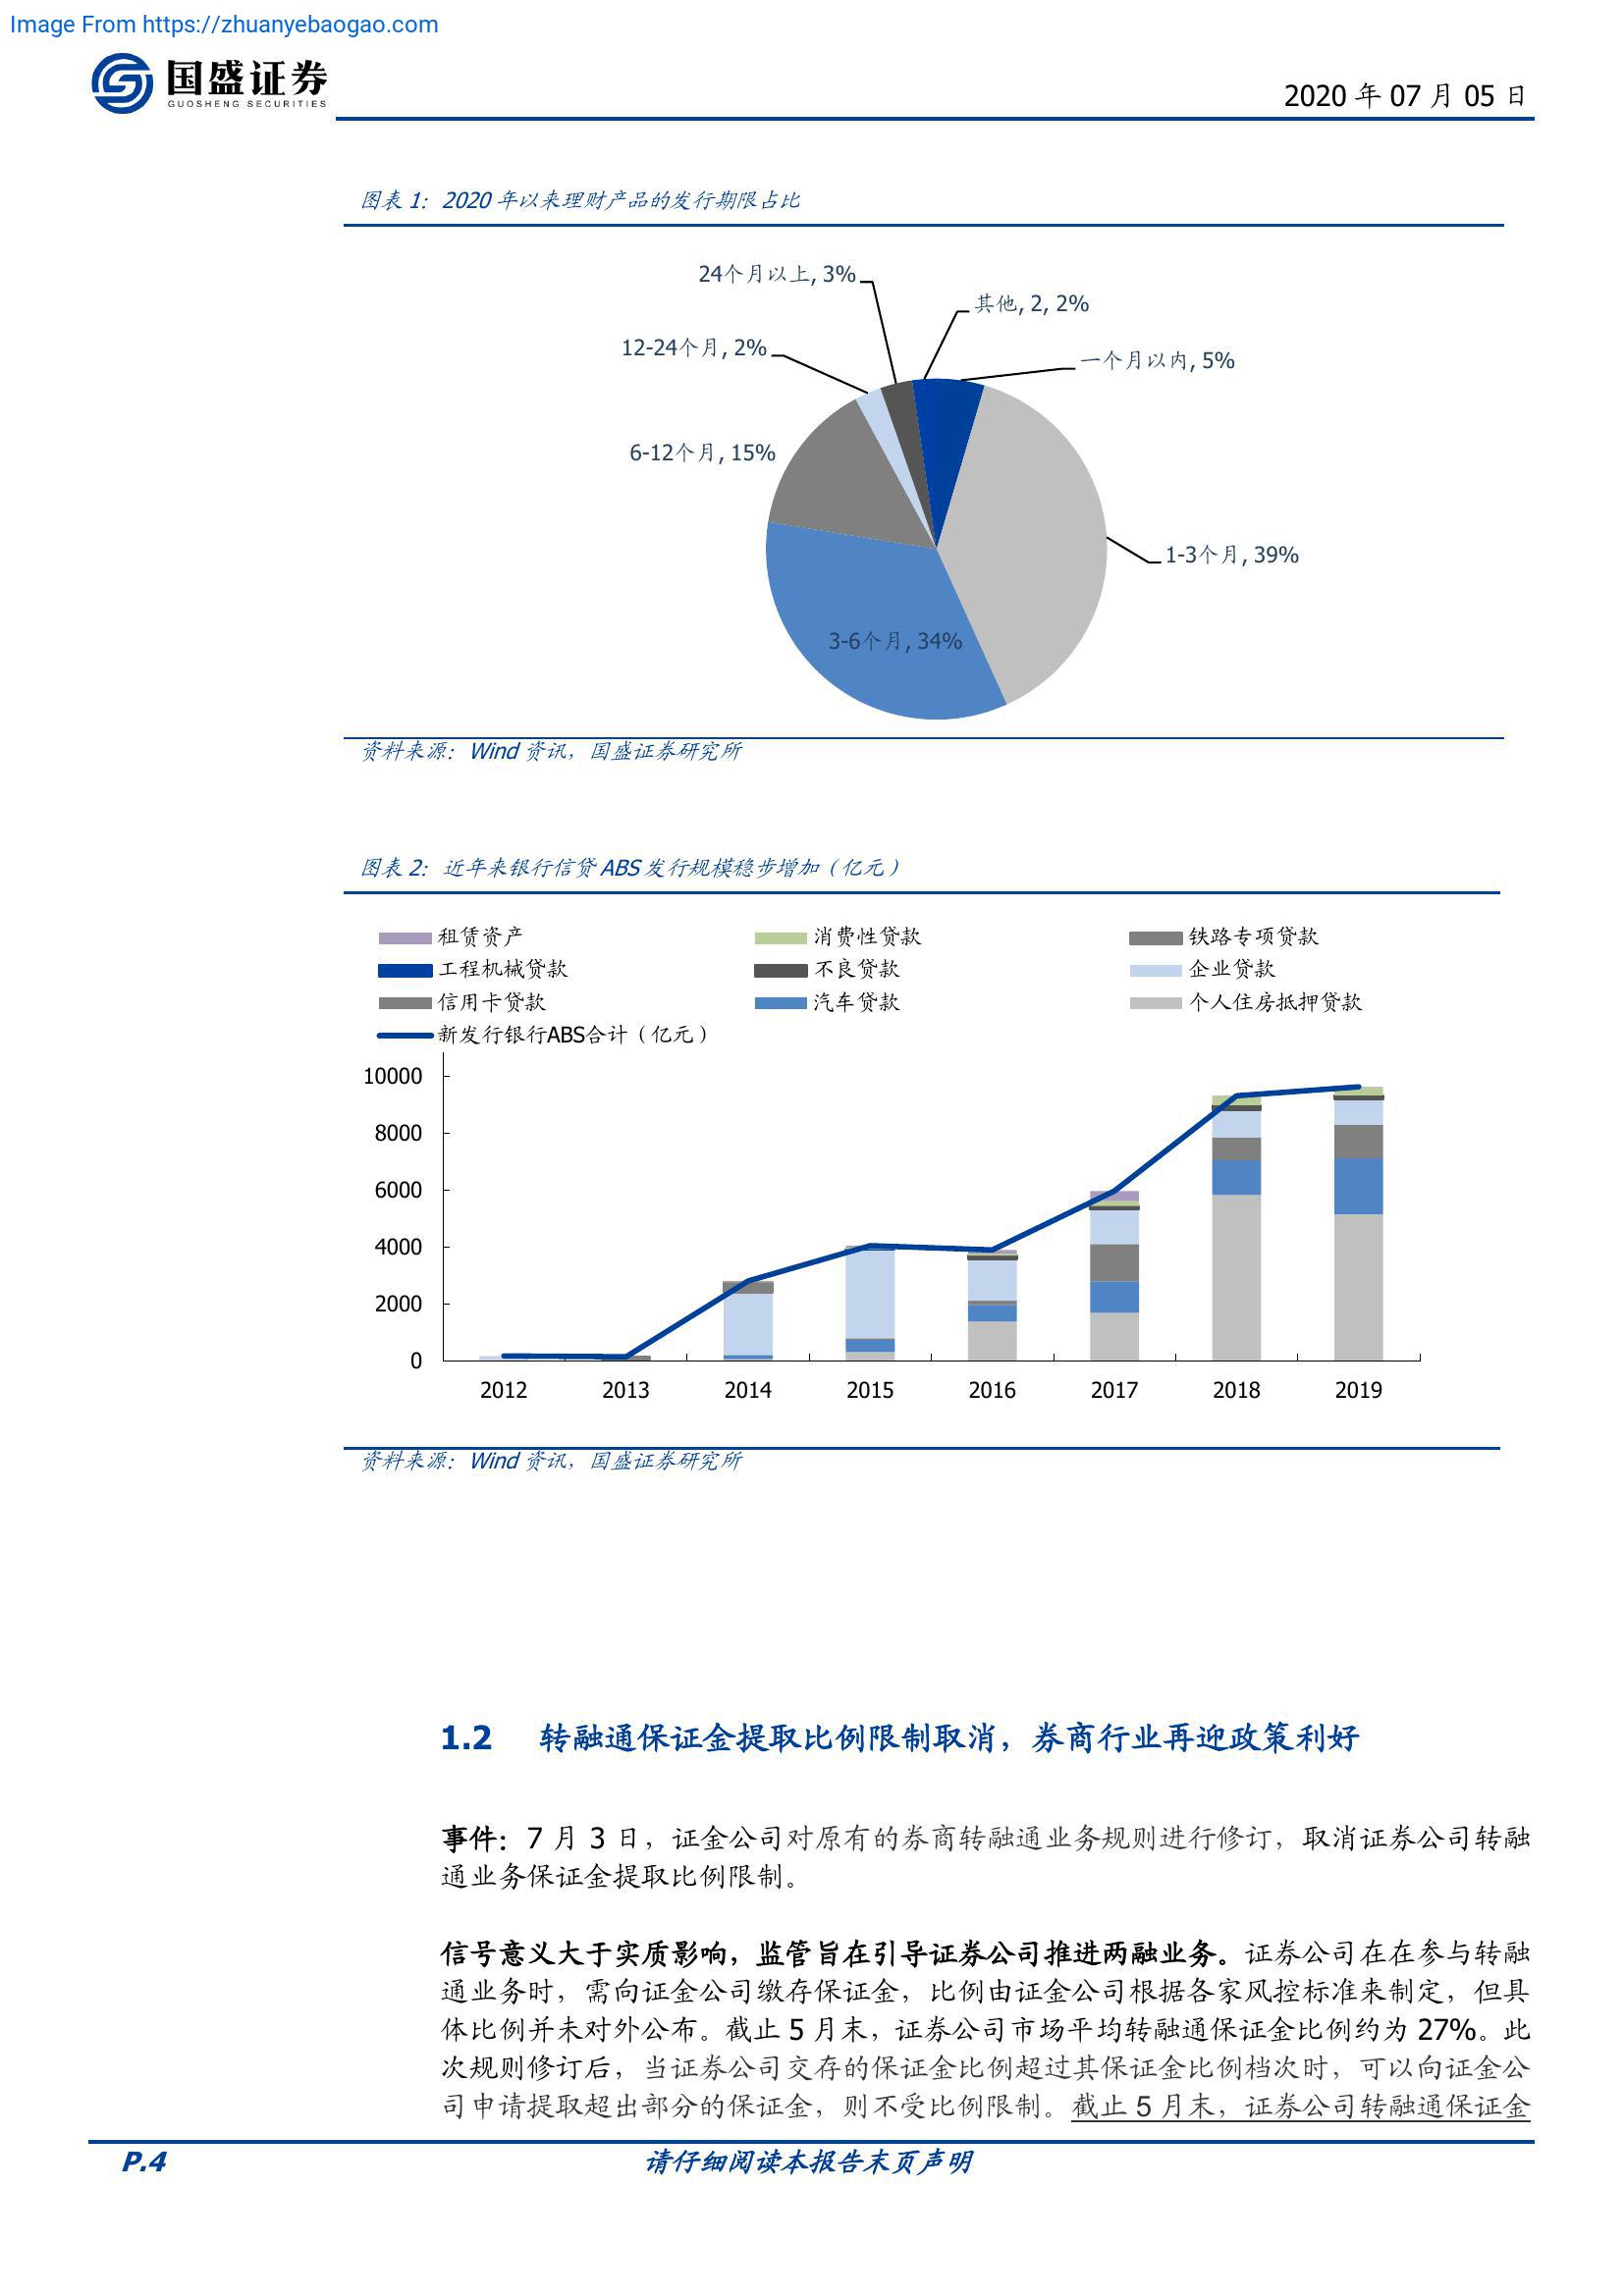 Image From https://zhuanyebaogao.com
国盛证券
GUOSHENG SECURITIES
2020 年 07 月 05 日
图表 1：2020 年以来理财产品的发行期限占比
24个月以上, 3%
其他, 2, 2%
12-24个月, 2%
一个月以内, 5%
6-12个月, 15%
1-3个月, 39%
3-6个月, 34%
资料来源：Wind 资讯，国盛证券研究所
图表 2：近年来银行信贷 ABS 发行规模稳步增加（亿元）
租赁资产 消费性贷款 铁路专项贷款
工程机械贷款 不良贷款 企业贷款
信用卡贷款 汽车贷款 个人住房抵押贷款
新发行银行ABS合计（亿元）
10000
8000
6000
4000
2000
0
2012 2013 2014 2015 2016 2017 2018 2019
资料来源：Wind 资讯，国盛证券研究所
1.2 转融通保证金提取比例限制取消，券商行业再迎政策利好
事件：7 月 3 日，证金公司对原有的券商转融通业务规则进行修订，取消证券公司转融
通业务保证金提取比例限制。
信号意义大于实质影响，监管旨在引导证券公司推进两融业务。证券公司在在参与转融
通业务时，需向证金公司缴存保证金，比例由证金公司根据各家风控标准来制定，但具
体比例并未对外公布。截止 5 月末，证券公司市场平均转融通保证金比例约为 27%。此
次规则修订后，当证券公司交存的保证金比例超过其保证金比例档次时，可以向证金公
司申请提取超出部分的保证金，则不受比例限制。截止 5 月末，证券公司转融通保证金
P.4
请仔细阅读本报告末页声明